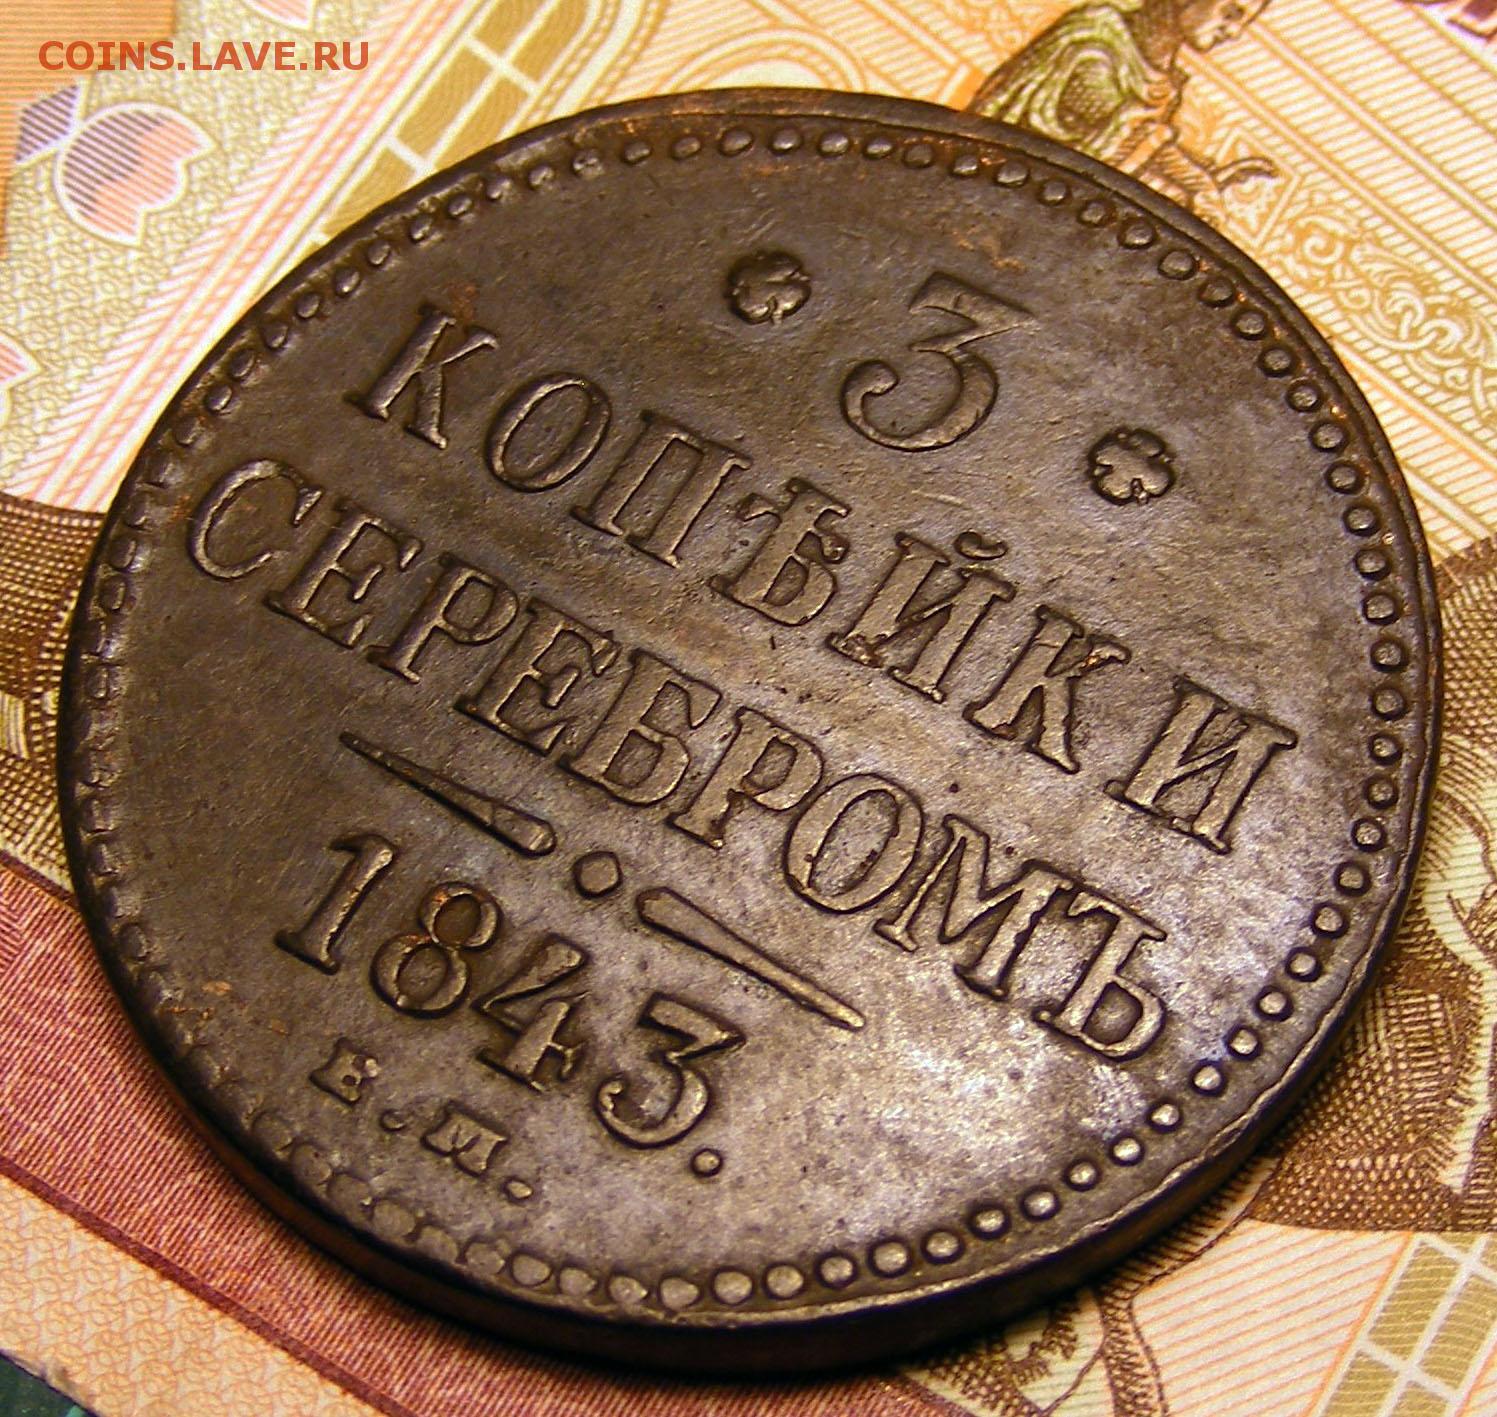 COINS.LAVE.RU
3
КОПѢЙКИ
СЕРЕБРОМЪ
1843.
Е.М.